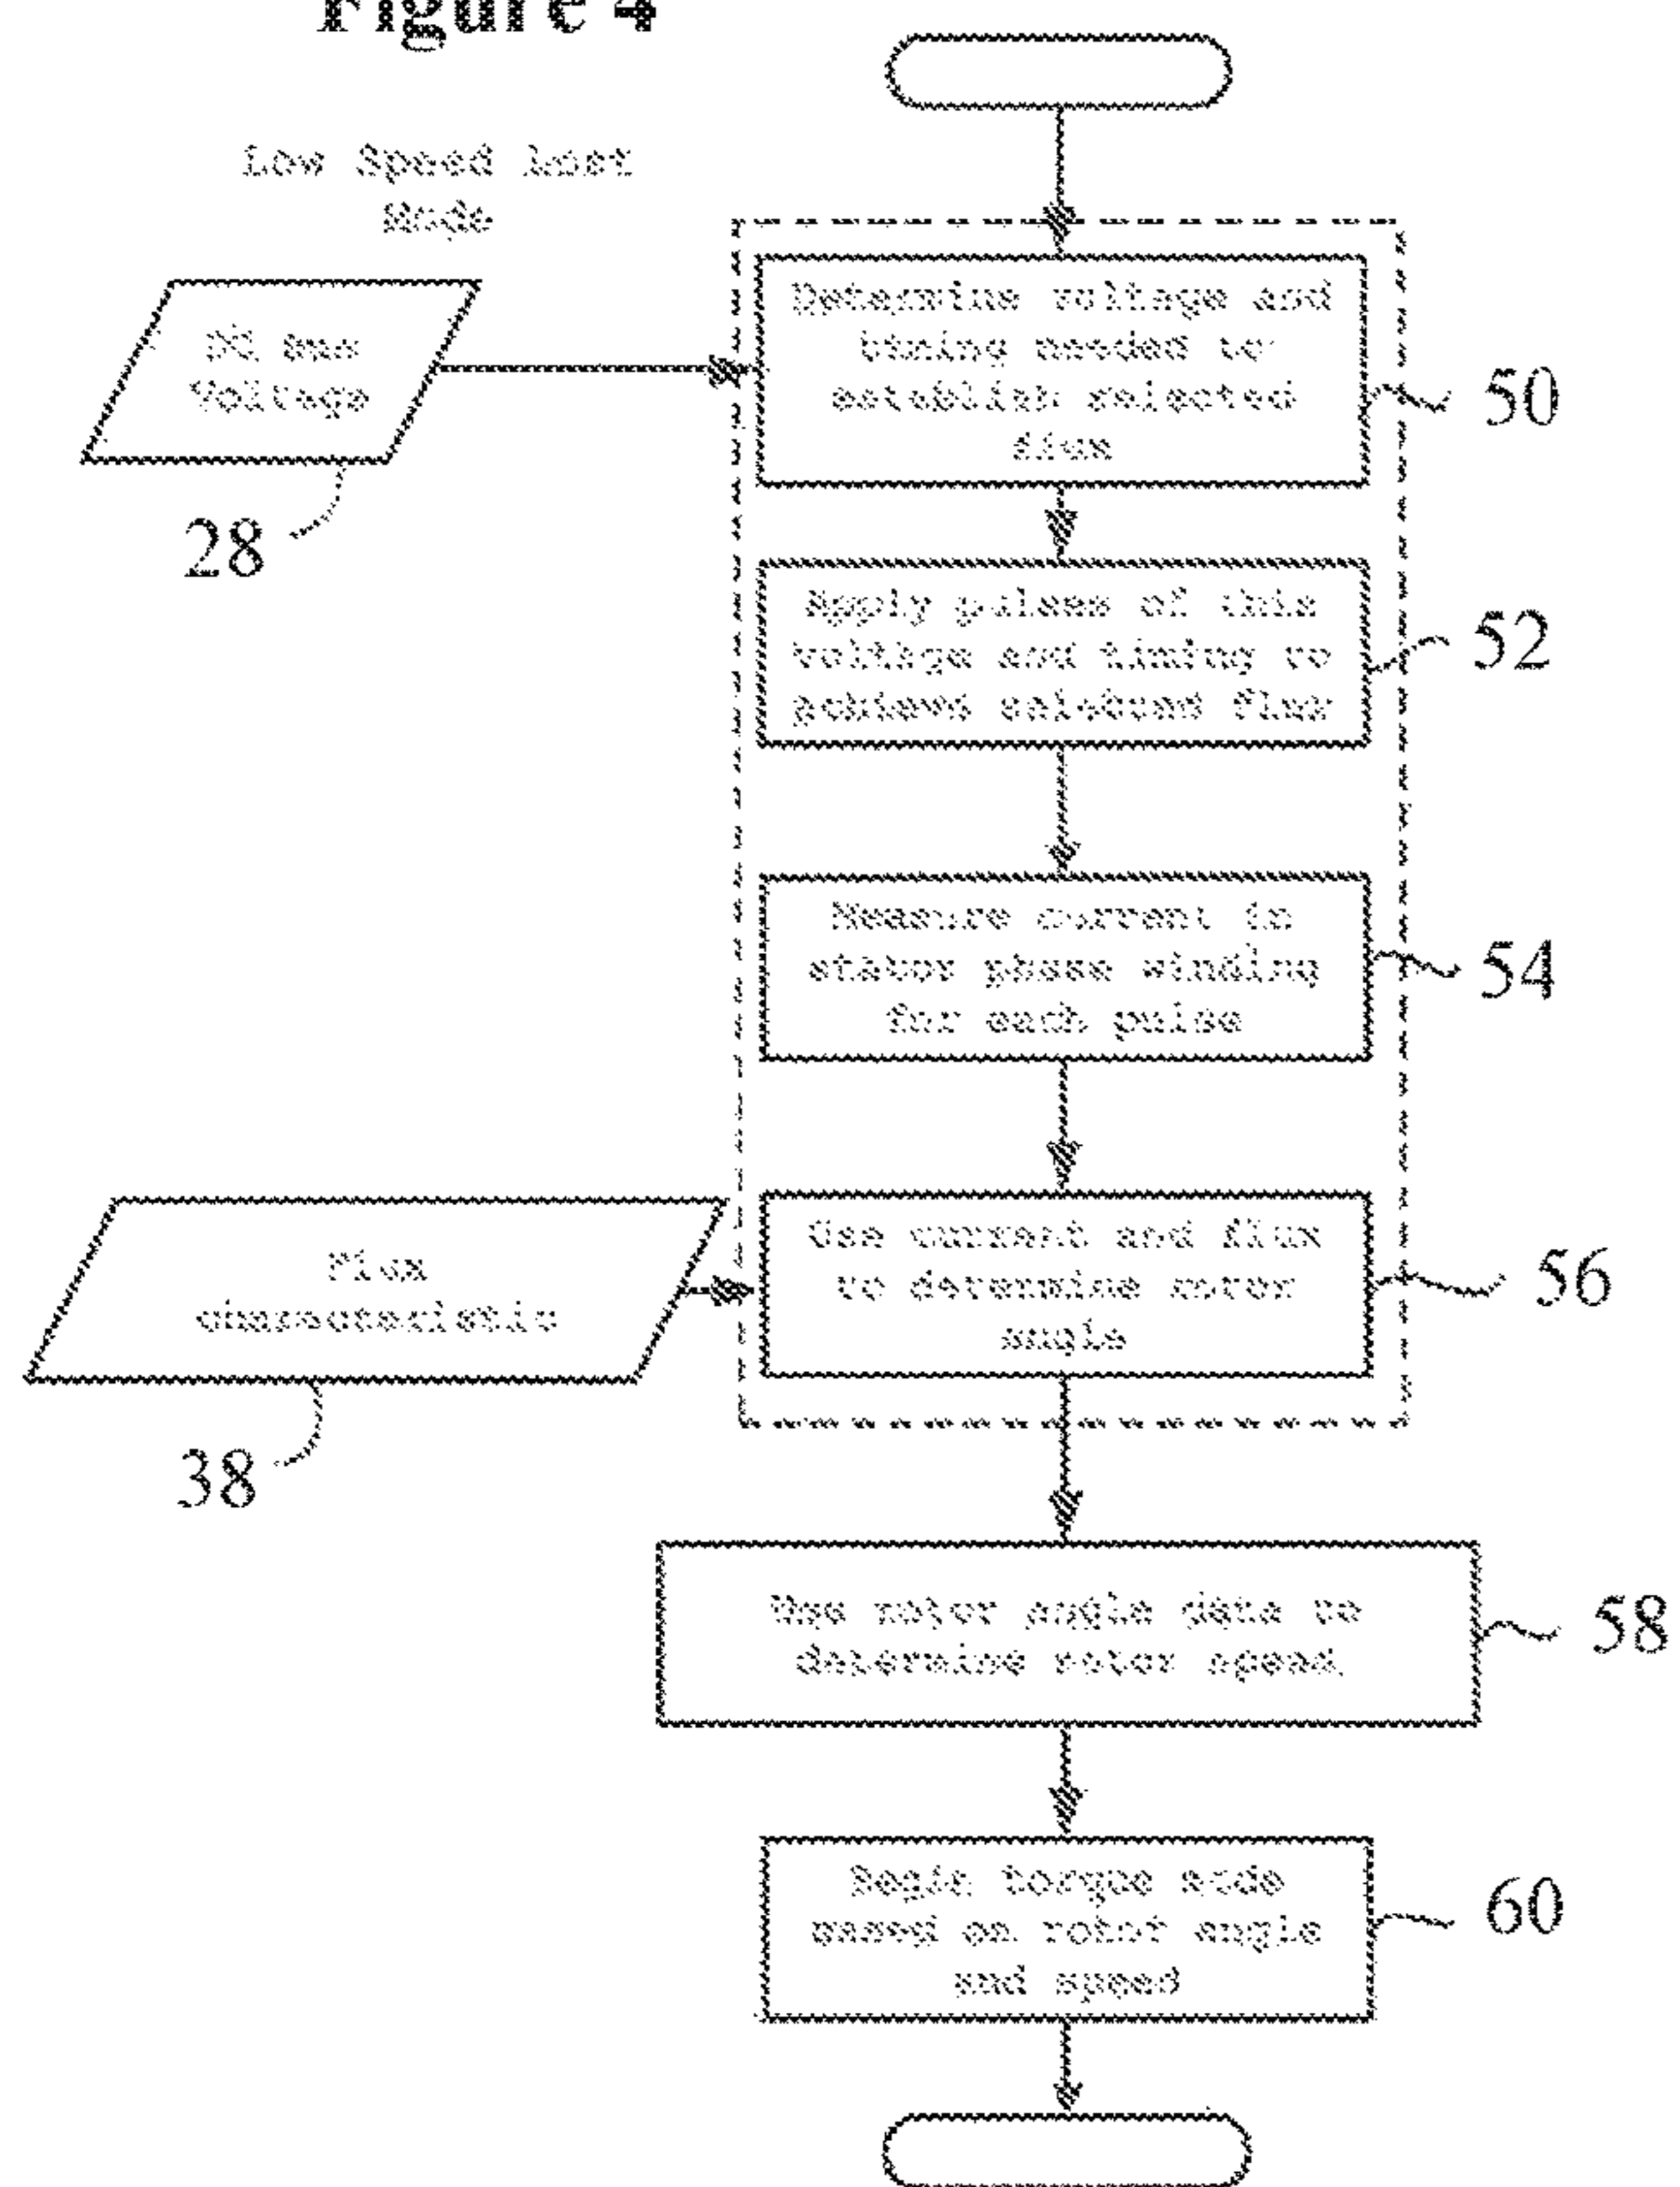 Figure 4
Low Speed Lost
Mode
DC Bus
Voltage
28
Determine voltage and
timing needed to
establish selected
flux
50
Apply pulses of this
voltage and timing to
achieve selected flux
52
Measure current in
stator phase winding
for each pulse
54
Flux
characteristic
38
Use current and flux
to determine rotor
angle
56
Use rotor angle data to
determine rotor speed.
58
Begin torque mode
based on rotor angle
and speed
60